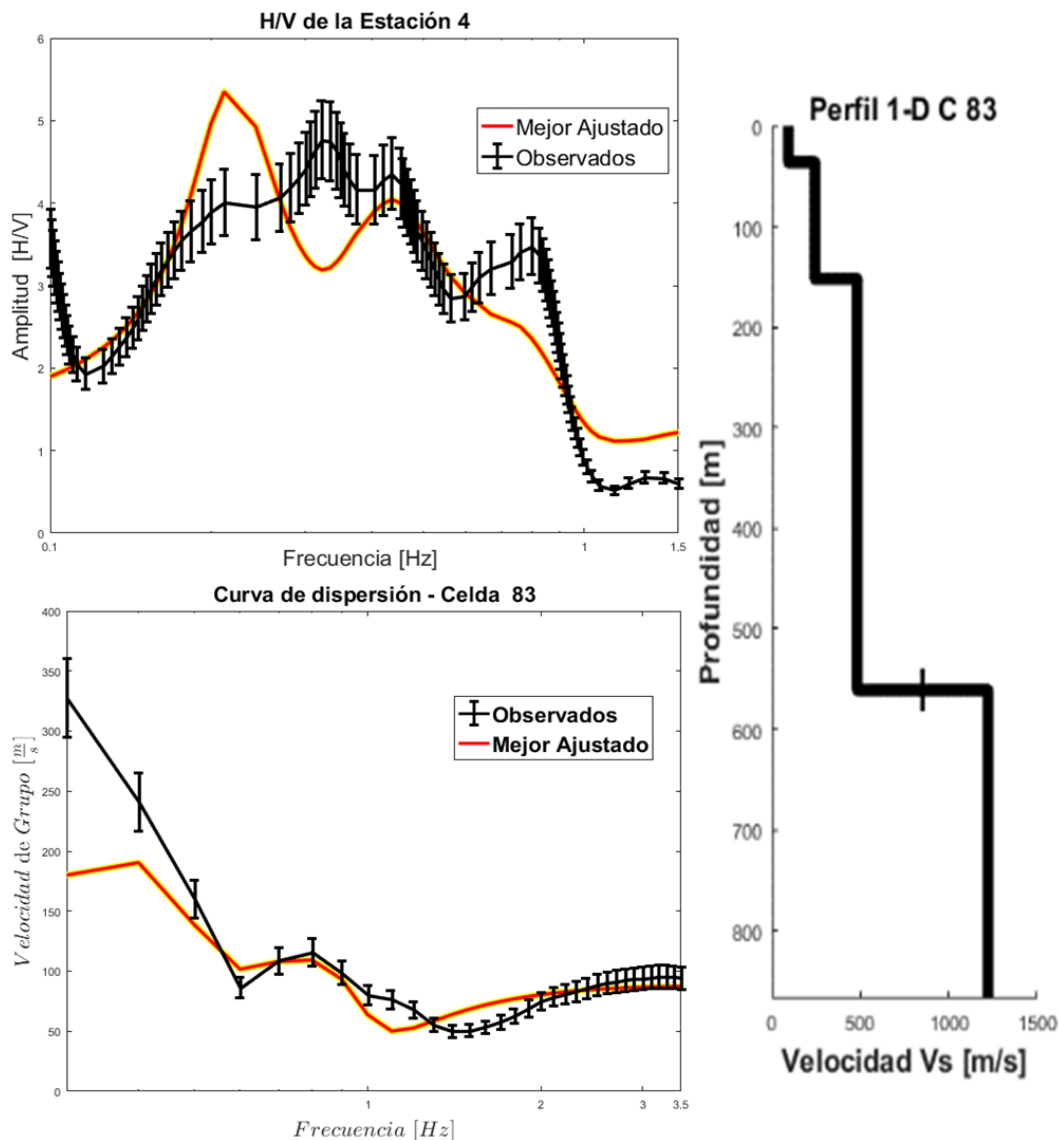 H/V de la Estación 4
6
5
4
3
2
1
0
Amplitud [H/V]
Mejor Ajustado
Observados
0.1
1
1.5
Frecuencia [Hz]
Curva de dispersión - Celda 83
400
350
300
250
200
150
100
50
0
Velocidad de Grupo [m/s]
Observados
Mejor Ajustado
1
2
3
3.5
Frecuencia [Hz]
Perfil 1-D C 83
0
100
200
300
400
500
600
700
800
Profundidad [m]
0
500
1000
1500
Velocidad Vs [m/s]